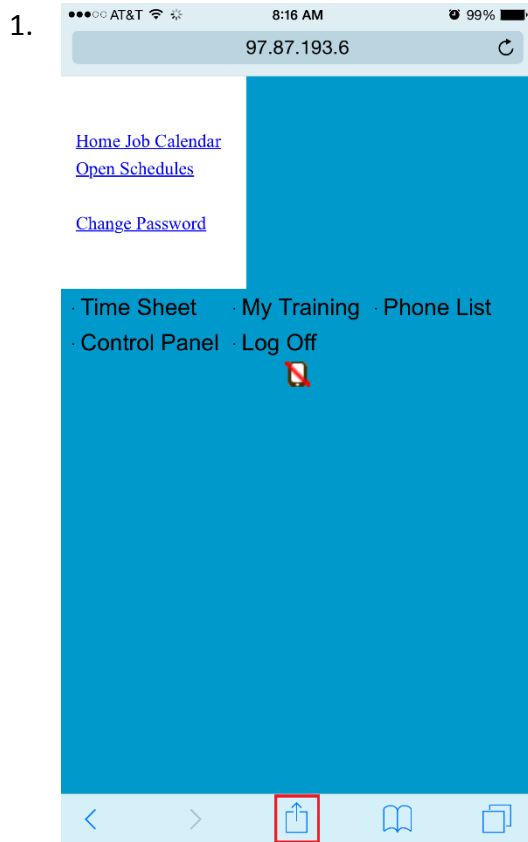 1.
AT&T 8:16 AM 99%
97.87.193.6
Home Job Calendar
Open Schedules
Change Password
· Time Sheet · My Training · Phone List
· Control Panel · Log Off